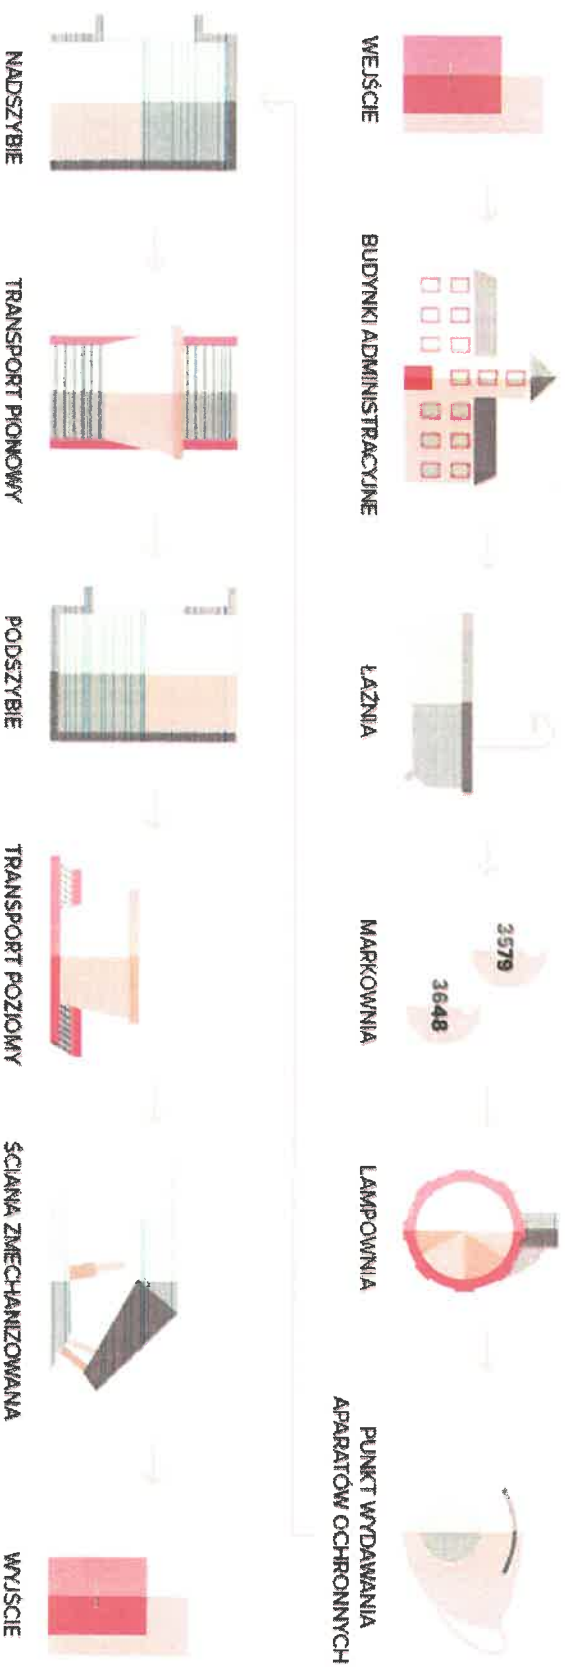 WEJŚCIE
BUDYNKI ADMINISTRACYJNE
ŁAŹNIA
3579
3648
MARKOWNIA
LAMPOWNIA
PUNKT WYDAWANIA
APARATÓW OCHRONNYCH
NADSZYBIE
TRANSPORT PIONOWY
PODSZYBIE
TRANSPORT POZIOMY
ŚCIANA ZMECHANIZOWANA
WYJŚCIE